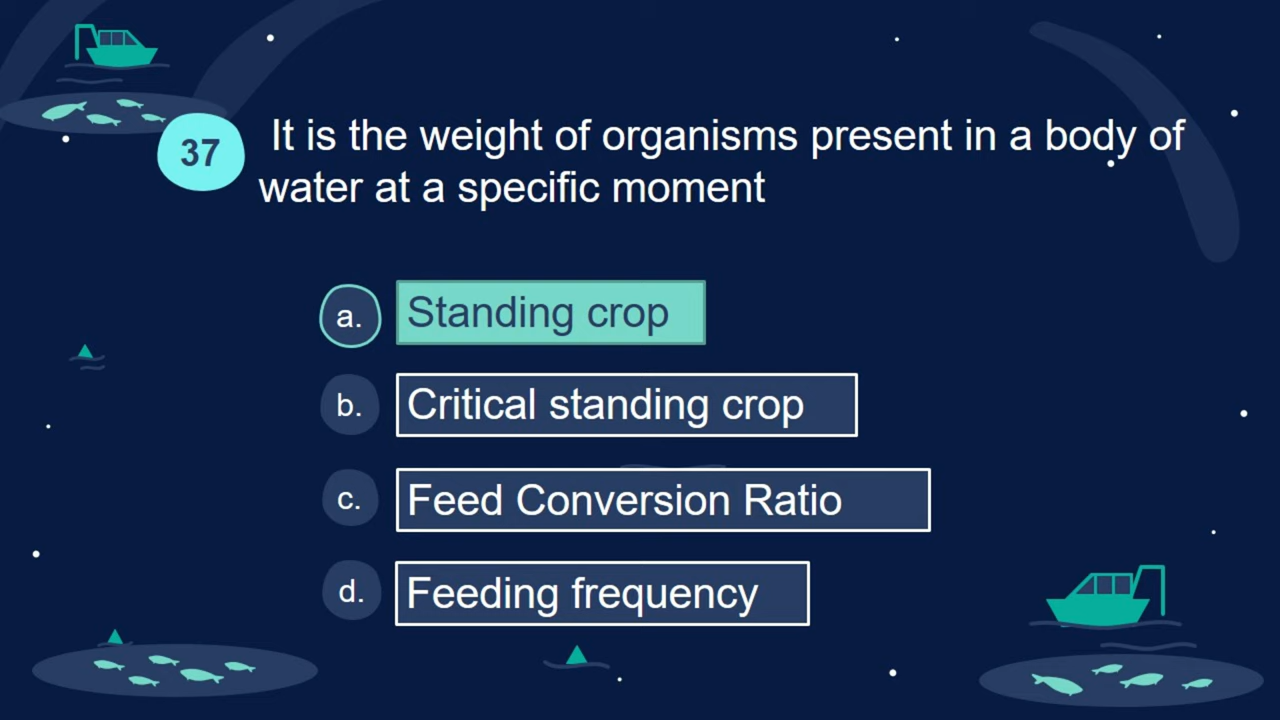 37
It is the weight of organisms present in a body of
water at a specific moment
a. Standing crop
b. Critical standing crop
c. Feed Conversion Ratio
d. Feeding frequency